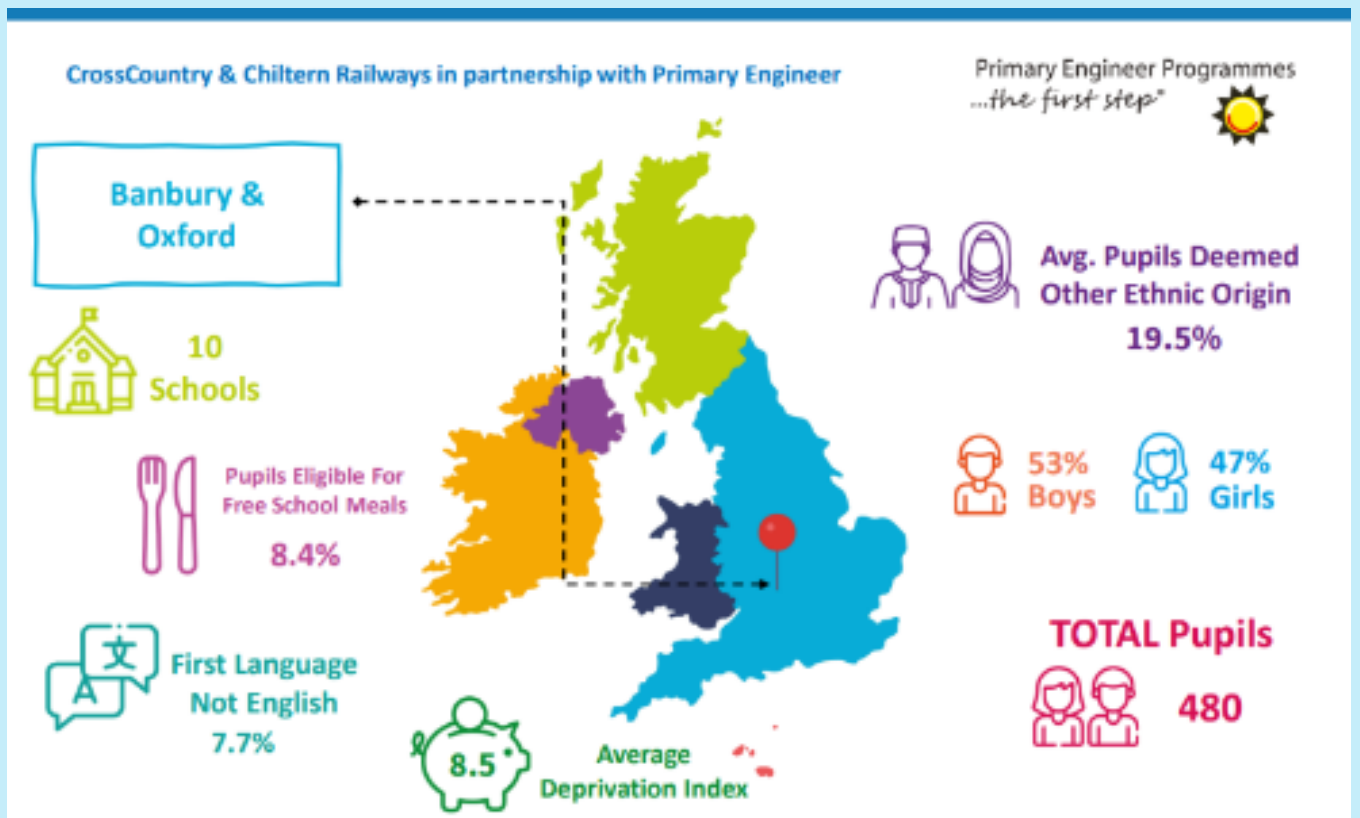 CrossCountry & Chiltern Railways in partnership with Primary Engineer
Primary Engineer Programmes
...the first step"
Banbury &
Oxford
10
Schools
Pupils Eligible For
Free School Meals
8.4%
文
A
First Language
Not English
7.7%
8.5
Average
Deprivation Index
Avg. Pupils Deemed
Other Ethnic Origin
19.5%
53%
Boys
47%
Girls
TOTAL Pupils
480